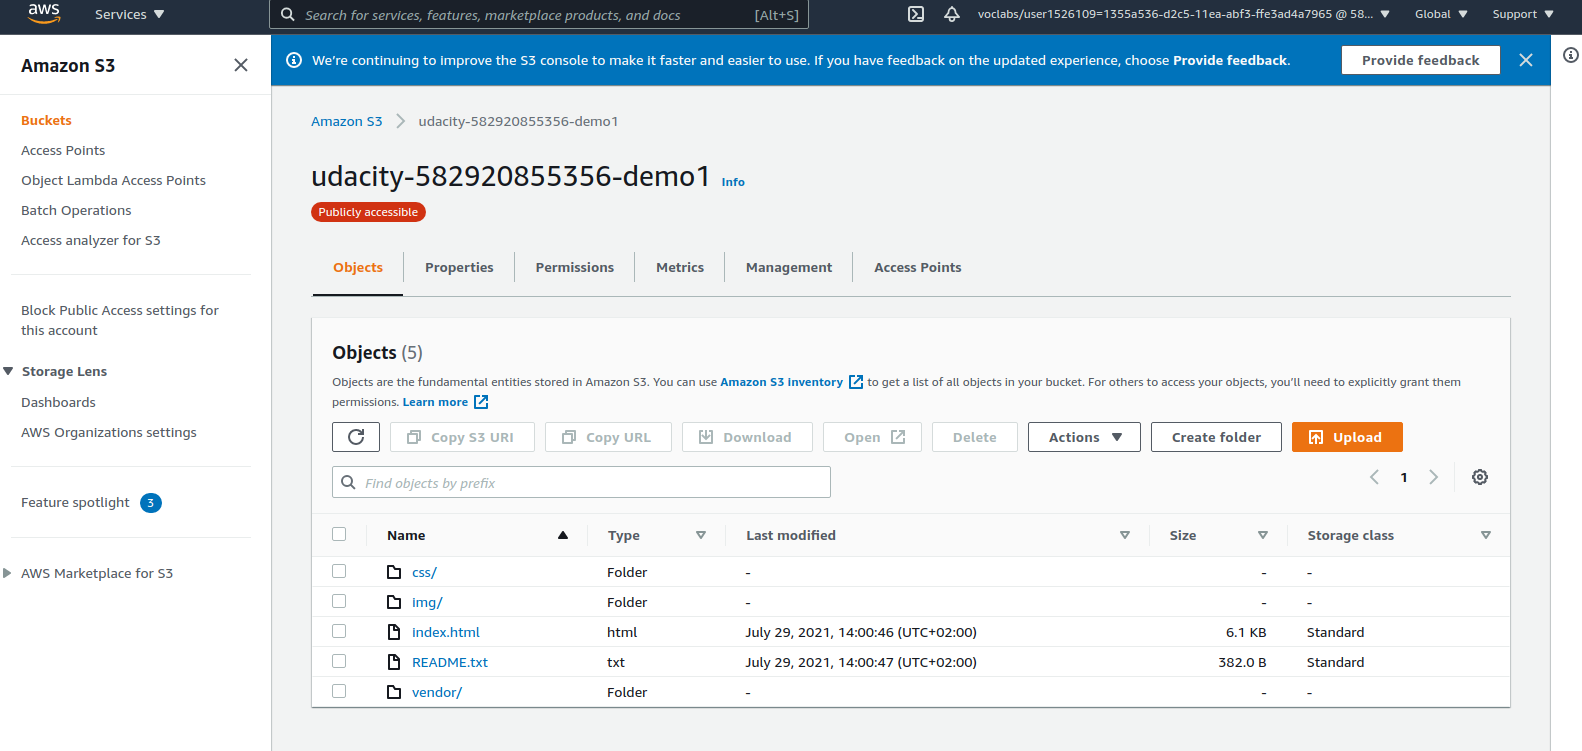 aws
Services
Search for services, features, marketplace products, and docs [Alt+S]
voclabs/user1526109=1355a536-d2c5-11ea-abf3-ffe3ad4a7965 @ 58...
Global
Support
Amazon S3
We're continuing to improve the S3 console to make it faster and easier to use. If you have feedback on the updated experience, choose Provide feedback.
Provide feedback
Buckets
Access Points
Object Lambda Access Points
Batch Operations
Access analyzer for S3
Block Public Access settings for
this account
Storage Lens
Dashboards
AWS Organizations settings
Feature spotlight 3
AWS Marketplace for S3
Amazon S3 udacity-582920855356-demo1
udacity-582920855356-demo1 Info
Publicly accessible
Objects Properties Permissions Metrics Management Access Points
Objects (5)
Objects are the fundamental entities stored in Amazon S3. You can use Amazon S3 inventory to get a list of all objects in your bucket. For others to access your objects, you'll need to explicitly grant them
permissions. Learn more
Copy S3 URI Copy URL Download Open Delete Actions Create folder Upload
Find objects by prefix
1
Name Type Last modified Size Storage class
css/ Folder - - -
img/ Folder - - -
index.html html July 29, 2021, 14:00:46 (UTC+02:00) 6.1 KB Standard
README.txt txt July 29, 2021, 14:00:47 (UTC+02:00) 382.0 B Standard
vendor/ Folder - - -